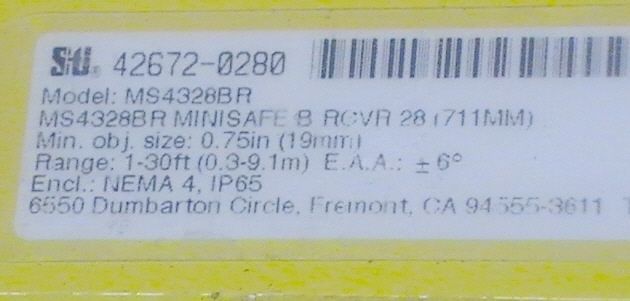 STI® 42672-0280
Model: MS4328BR
MS4328BR MINISAFE B RCVR 28 (711MM)
Min. obj. size: 0.75in (19mm)
Range: 1-30ft (0.3-9.1m) E.A.A.: ±6°
Encl.: NEMA 4, IP65
6550 Dumbarton Circle, Fremont, CA 94555-3611 T